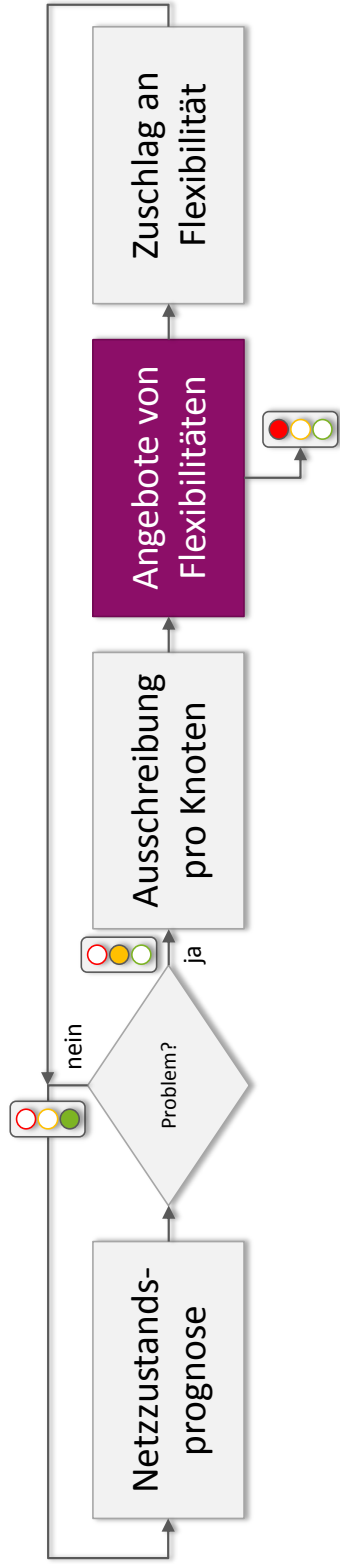 Netzzustands-
prognose
Problem?
nein
ja
Ausschreibung
pro Knoten
Angebote von
Flexibilitäten
Zuschlag an
Flexibilität